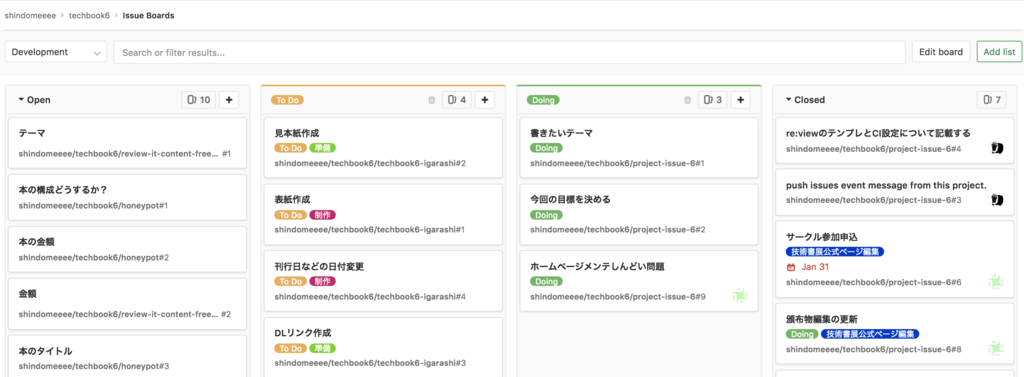 shindomeeee > techbook6 > Issue Boards
Development
Search or filter results...
Edit board
Add list
Open
10
テーマ
shindomeeee/techbook6/review-it-content-free... #1
本の構成どうするか？
shindomeeee/techbook6/honeypot#1
本の金額
shindomeeee/techbook6/honeypot#2
金額
shindomeeee/techbook6/review-it-content-free... #2
本のタイトル
shindomeeee/techbook6/honeypot#3
To Do
4
見本紙作成
To Do 準備
shindomeeee/techbook6/techbook6-igarashi#2
表紙作成
To Do 制作
shindomeeee/techbook6/techbook6-igarashi#1
刊行日などの日付変更
To Do 制作
shindomeeee/techbook6/techbook6-igarashi#4
DLリンク作成
To Do 準備
shindomeeee/techbook6/techbook6-igarashi#3
Doing
3
書きたいテーマ
Doing
shindomeeee/techbook6/project-issue-6#1
今回の目標を決める
Doing
shindomeeee/techbook6/project-issue-6#2
ホームページメンテしんどい問題
Doing
shindomeeee/techbook6/project-issue-6#9
Closed
7
re:viewのテンプレとCI設定について記載する
shindomeeee/techbook6/project-issue-6#4
push issues event message from this project.
shindomeeee/techbook6/project-issue-6#3
サークル参加申込
技術書展公式ページ編集
Jan 31
shindomeeee/techbook6/project-issue-6#6
頒布物編集の更新
Doing 技術書展公式ページ編集
shindomeeee/techbook6/project-issue-6#8